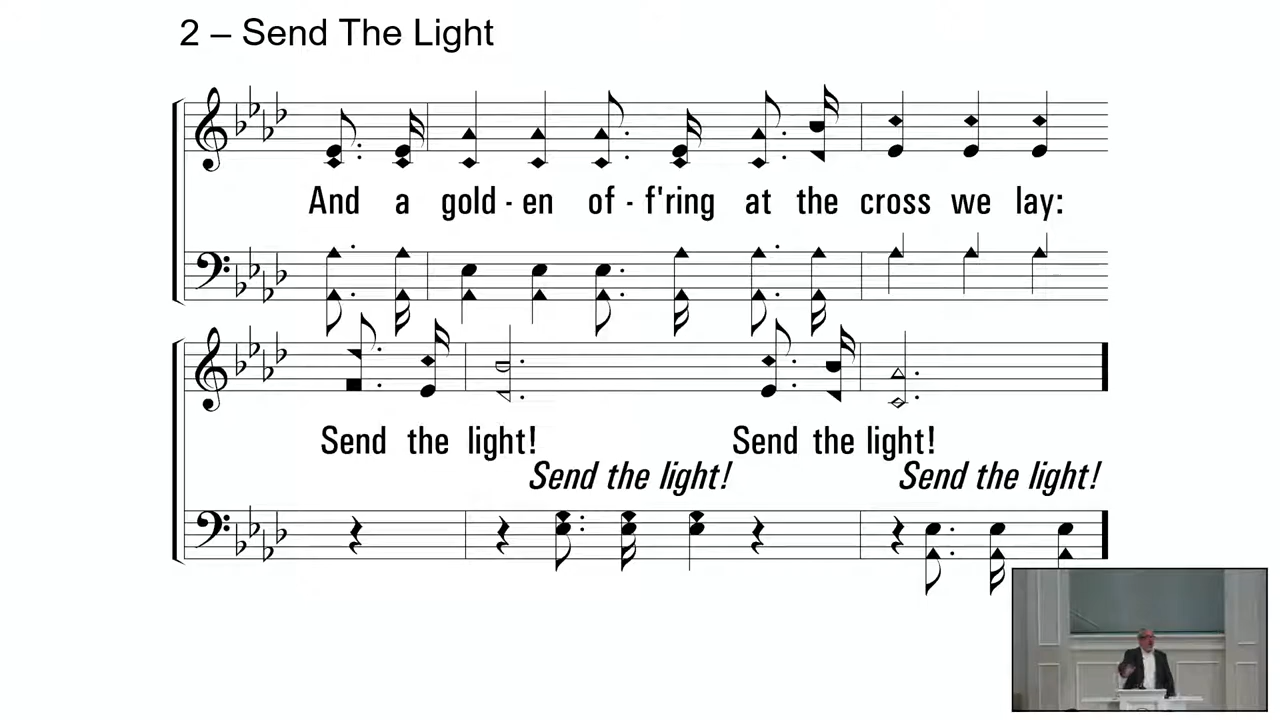 2 – Send The Light
And a gold - en of - f'ring at the cross we lay:
Send the light! Send the light!
Send the light! Send the light!